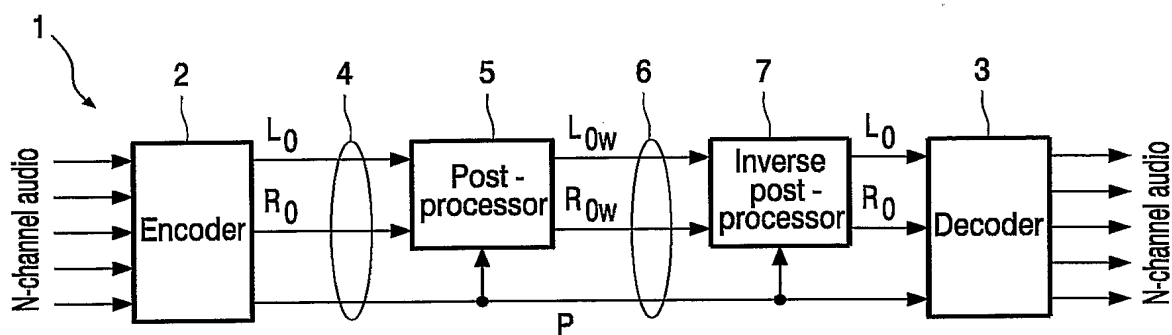 1
2
4
5
6
7
3
L0
L0W
L0
R0
R0W
R0
N-channel audio
Encoder
Post -
processor
Inverse
post -
processor
Decoder
N-channel audio
P